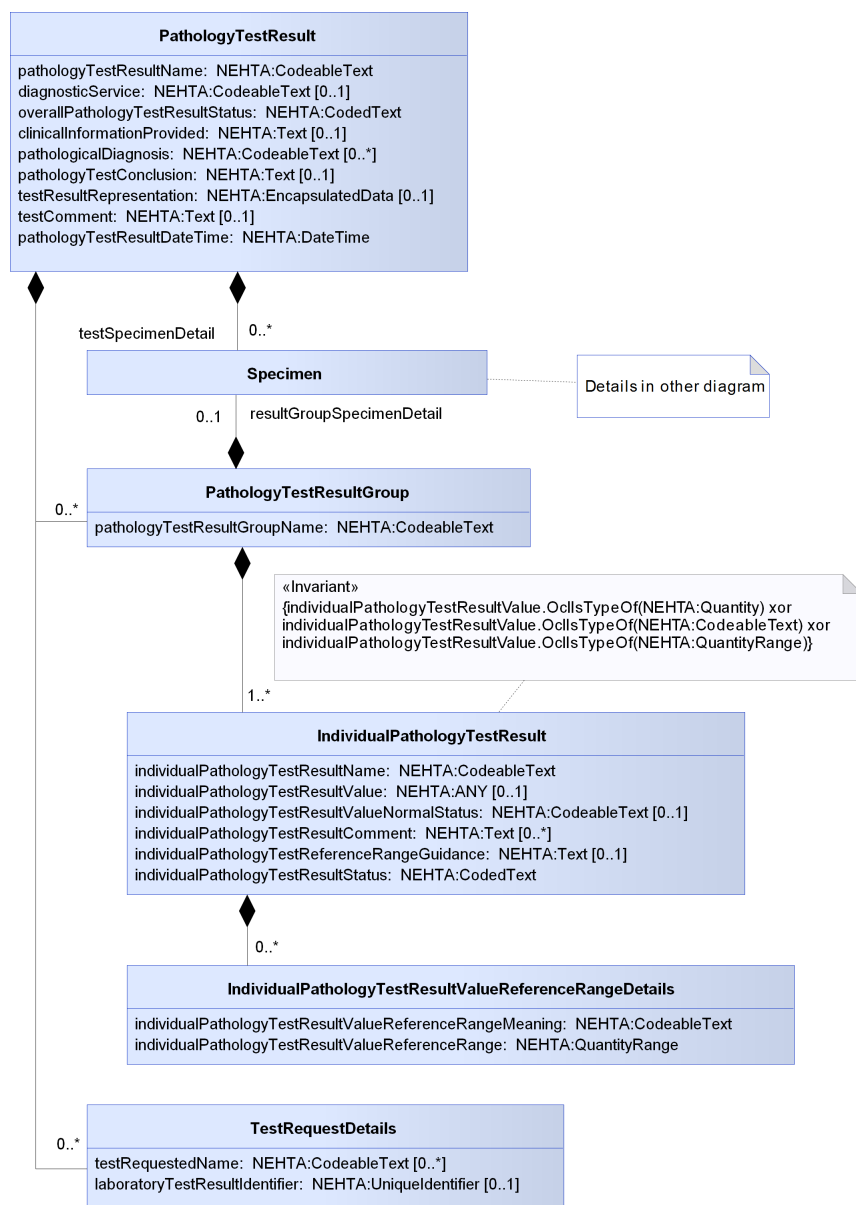 PathologyTestResult
pathologyTestResultName: NEHTA:CodeableText
diagnosticService: NEHTA:CodeableText [0..1]
overallPathologyTestResultStatus: NEHTA:CodedText
clinicalInformationProvided: NEHTA:Text [0..1]
pathologicalDiagnosis: NEHTA:CodeableText [0..*]
pathologyTestConclusion: NEHTA:Text [0..1]
testResultRepresentation: NEHTA:EncapsulatedData [0..1]
testComment: NEHTA:Text [0..1]
pathologyTestResultDateTime: NEHTA:DateTime
testSpecimenDetail
0..*
Specimen
Details in other diagram
0..1
resultGroupSpecimenDetail
PathologyTestResultGroup
0..*
pathologyTestResultGroupName: NEHTA:CodeableText
«Invariant»
{individualPathologyTestResultValue.OclIsTypeOf(NEHTA:Quantity) xor
individualPathologyTestResultValue.OclIsTypeOf(NEHTA:CodeableText) xor
individualPathologyTestResultValue.OclIsTypeOf(NEHTA:QuantityRange)}
1..*
IndividualPathologyTestResult
individualPathologyTestResultName: NEHTA:CodeableText
individualPathologyTestResultValue: NEHTA:ANY [0..1]
individualPathologyTestResultValueNormalStatus: NEHTA:CodeableText [0..1]
individualPathologyTestResultComment: NEHTA:Text [0..*]
individualPathologyTestReferenceRangeGuidance: NEHTA:Text [0..1]
individualPathologyTestResultStatus: NEHTA:CodedText
0..*
IndividualPathologyTestResultValueReferenceRangeDetails
individualPathologyTestResultValueReferenceRangeMeaning: NEHTA:CodeableText
individualPathologyTestResultValueReferenceRange: NEHTA:QuantityRange
TestRequestDetails
0..*
testRequestedName: NEHTA:CodeableText [0..*]
laboratoryTestResultIdentifier: NEHTA:UniqueIdentifier [0..1]